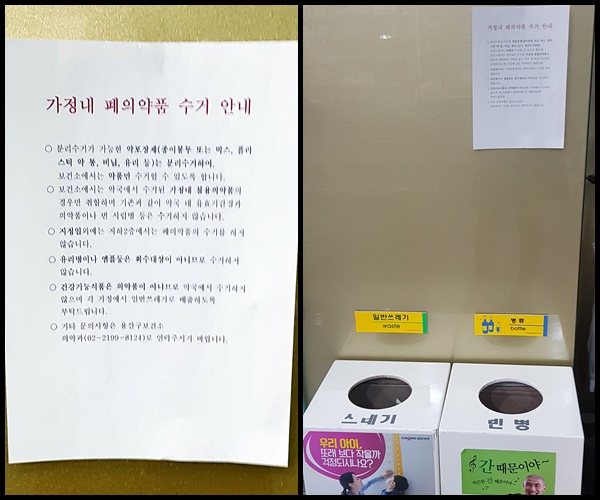 가정내 폐의약품 수거 안내
○ 분리수거가 가능한 약포장재(종이봉투 또는 박스, 플라
스틱 약 통, 비닐, 유리 등)는 분리수거하여,
보건소에서는 약품만 수거할 수 있도록 합니다.
○ 보건소에서는 약국에서 수거된 가정내 불용의약품의
경우만 취합하며 기존과 같이 약국 내 유효기간경과
의약품이나 빈 시럽병 등은 수거하지 않습니다.
○ 지정일외에는 지하2층에서는 폐의약품의 수거를 하지
않습니다.
○ 유리병이나 앰플등은 회수대상이 아니므로 수거하지
않습니다.
○ 건강기능식품은 의약품이 아니므로 약국에서 수거하지
않으며 각 가정에서 일반쓰레기로 배출하도록
부탁드립니다.
○ 기타 문의사항은 용산구보건소
의약과(02-2199-8124)로 연락주시기 바랍니다.
가정내 폐의약품 수거 안내
일반쓰레기
waste
병류
bottle
쓰레기
빈병
우리 아이,
또래 보다 작을까
걱정되시나요?
간 때문이야~
피곤한 간 때문이야~